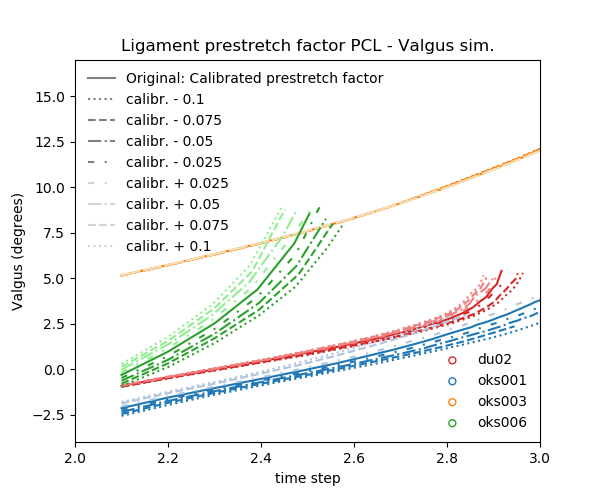 Ligament prestretch factor PCL - Valgus sim.
Original: Calibrated prestretch factor
calibr. - 0.1
calibr. - 0.075
calibr. - 0.05
calibr. - 0.025
calibr. + 0.025
calibr. + 0.05
calibr. + 0.075
calibr. + 0.1
15.0
12.5
10.0
7.5
5.0
2.5
0.0
−2.5
Valgus (degrees)
du02
oks001
oks003
oks006
2.0 2.2 2.4 2.6 2.8 3.0
time step